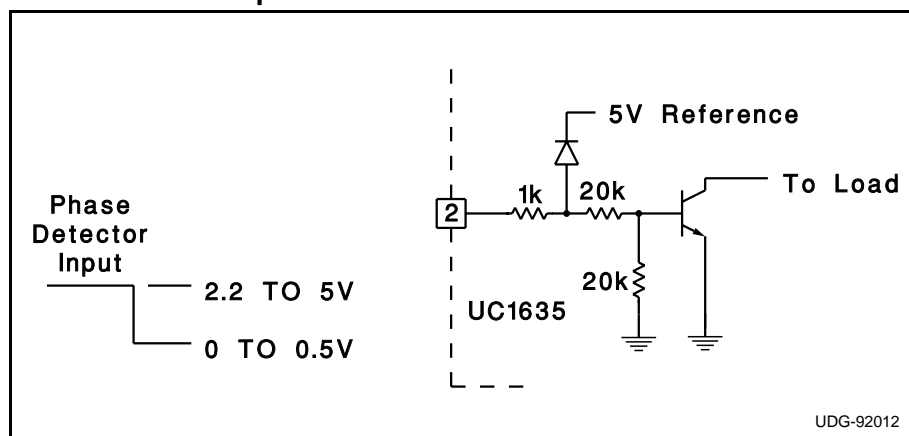 5V Reference
1k
20k
To Load
2
Phase
Detector
Input
20k
2.2 TO 5V
UC1635
0 TO 0.5V
UDG-92012